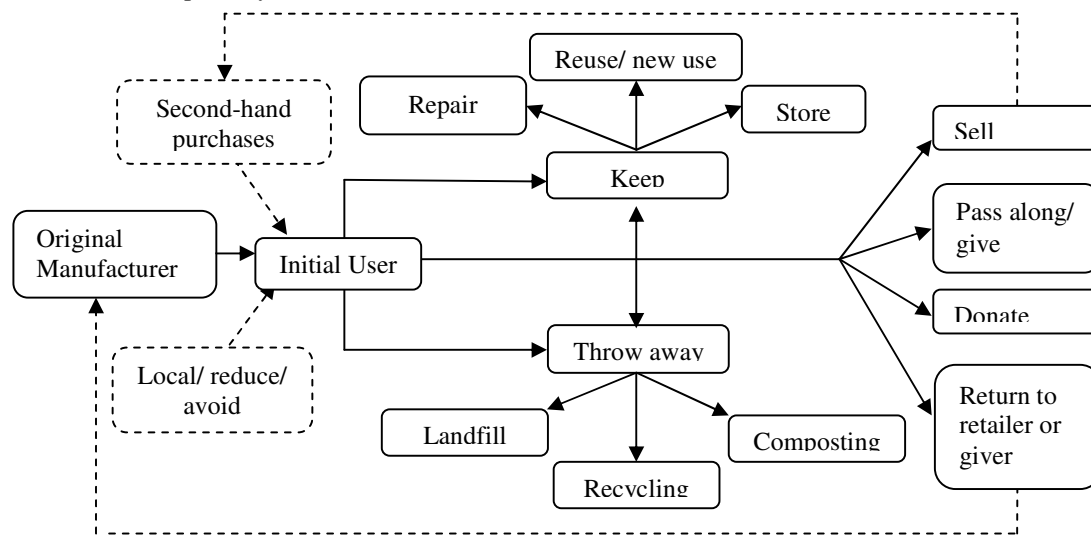 Reuse/ new use
Repair
Store
Second-hand
purchases
Sell
Keep
Pass along/
give
Original
Manufacturer
Initial User
Donate
Throw away
Local/ reduce/
avoid
Return to
retailer or
giver
Landfill
Composting
Recycling